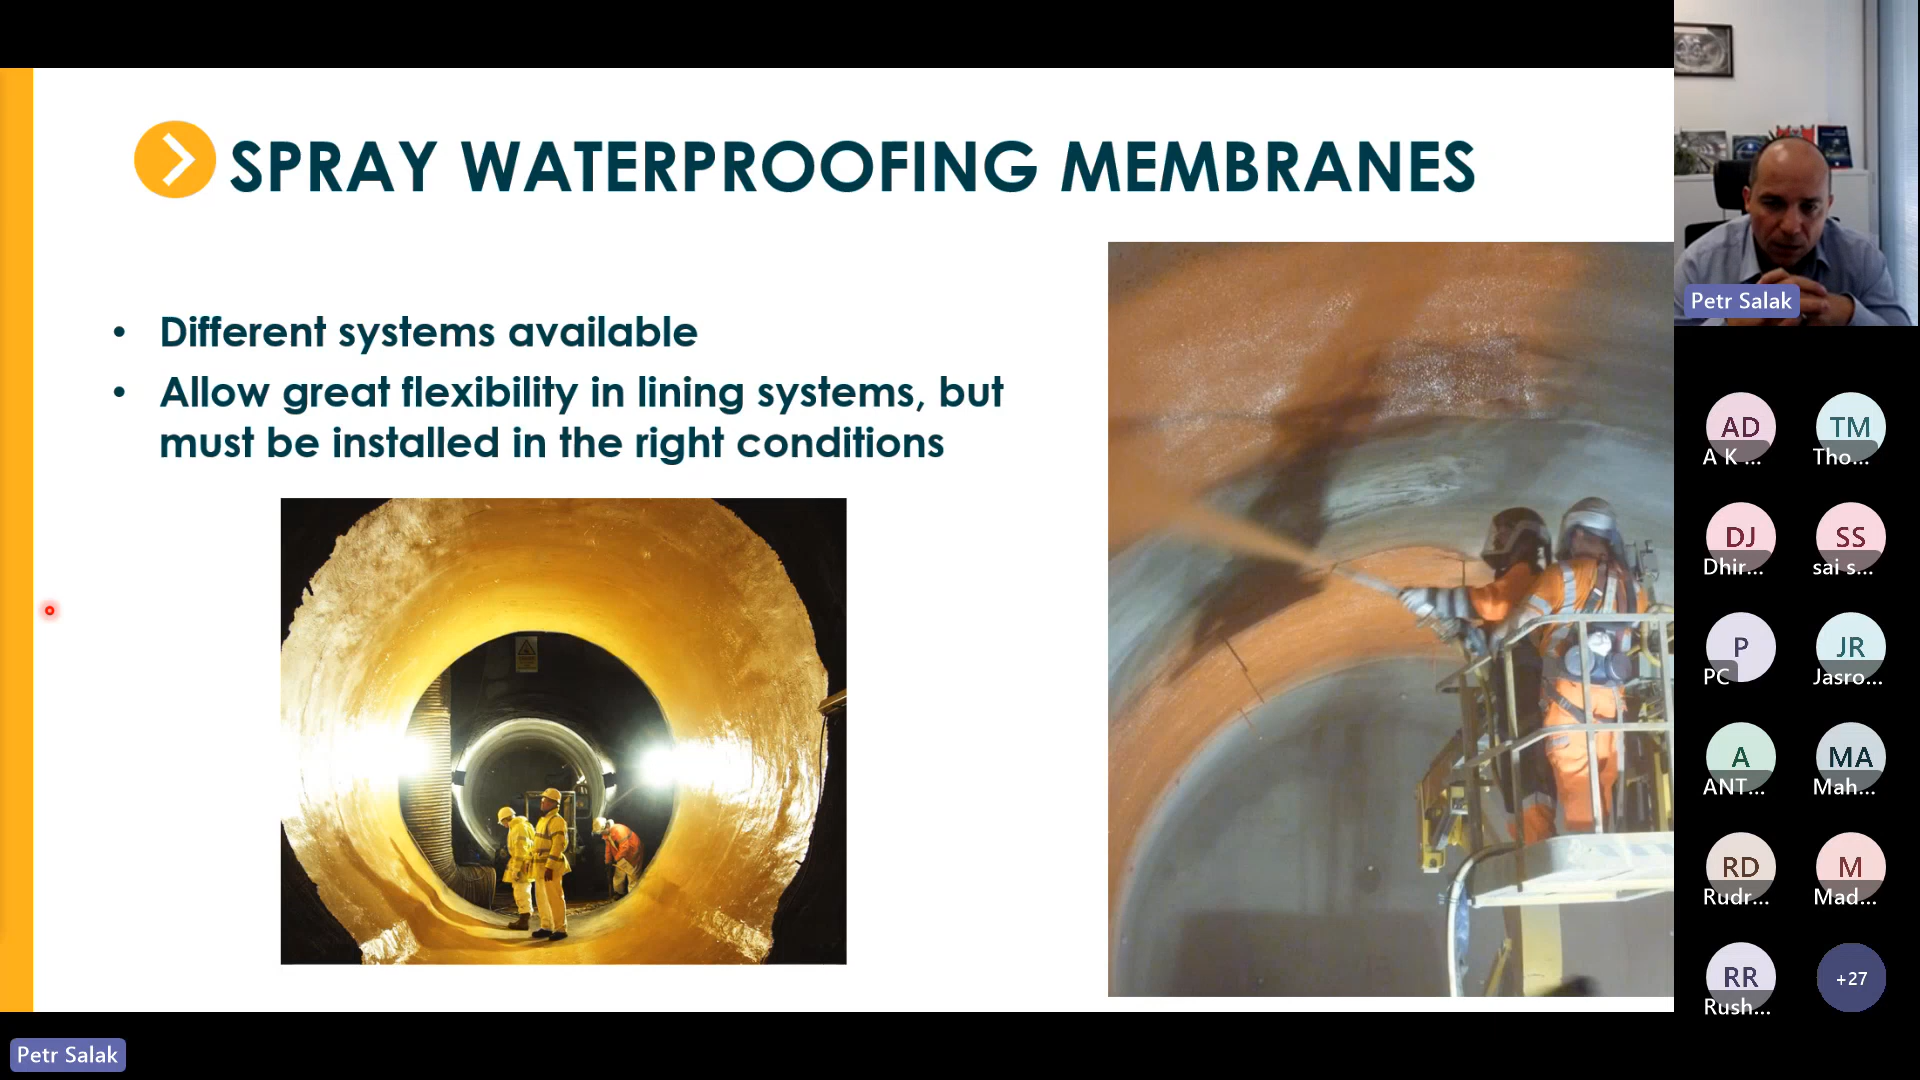 SPRAY WATERPROOFING MEMBRANES
• Different systems available
• Allow great flexibility in lining systems, but
must be installed in the right conditions
Petr Salak
AD
A K ...
TM
Tho...
DJ
Dhir...
SS
sai s...
P
PC
JR
Jasro...
A
ANT...
MA
Mah...
RD
Rudr...
M
Mad...
RR
Rush...
+27
Petr Salak